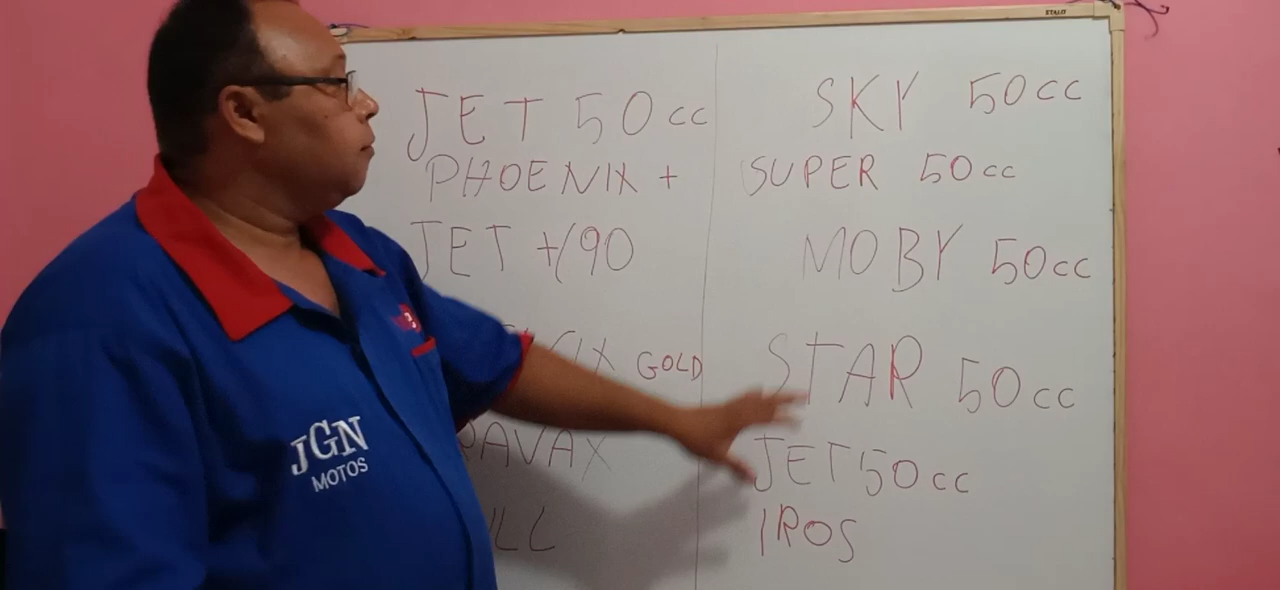 JET 50cc
PHOENIX +
JET +/90
GOLD
SKY 50cc
SUPER 50cc
MOBY 50cc
STAR 50cc
JET 50cc
IROS
JGN
MOTOS
STALO